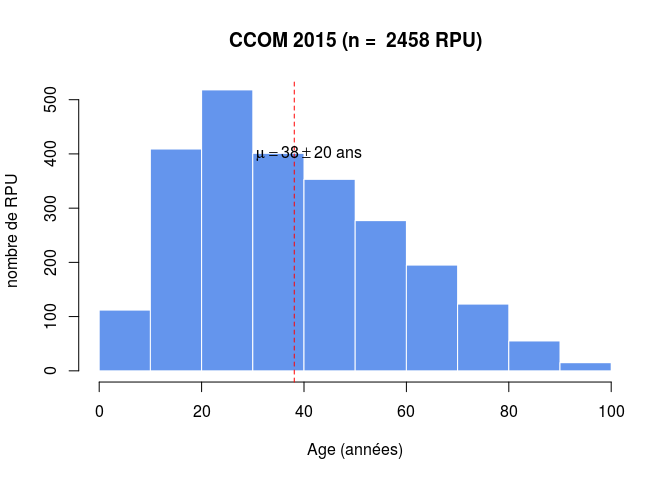 CCOM 2015 (n =  2458 RPU)
nombre de RPU
500
400
300
200
100
0
μ = 38 ± 20 ans
0 20 40 60 80 100
Age (années)